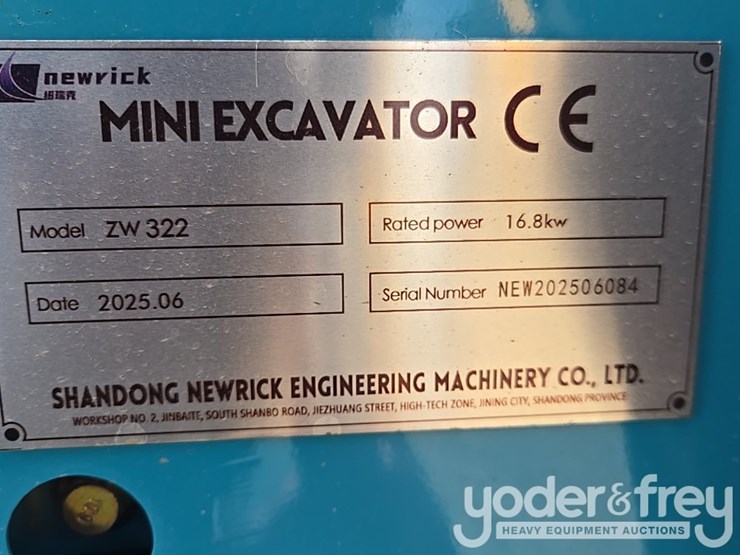 newrick
纽瑞克
MINI EXCAVATOR CE
Model ZW 322
Rated power 16.8kw
Date 2025.06
Serial Number NEW202506084
SHANDONG NEWRICK ENGINEERING MACHINERY CO., LTD.
WORKSHOP NO. 2, JINBAITE, SOUTH SHANBO ROAD, JIEZHUANG STREET, HIGH-TECH ZONE, JINING CITY, SHANDONG PROVINCE
yoder&frey
HEAVY EQUIPMENT AUCTIONS